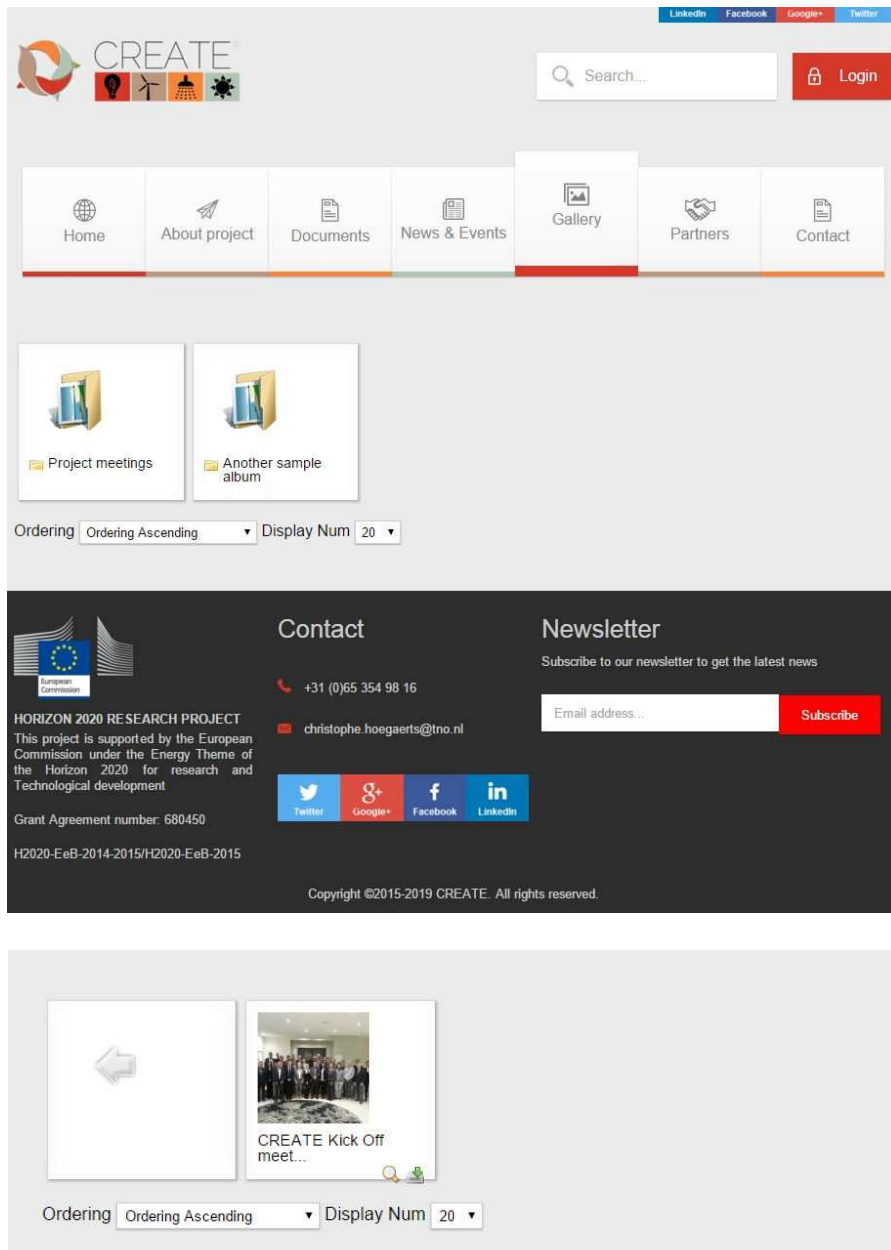 LinkedIn Facebook Google+ Twitter
CREATE
Search...
Login
Home
About project
Documents
News & Events
Gallery
Partners
Contact
Project meetings
Another sample
album
Ordering Ordering Ascending Display Num 20
European
Commission
HORIZON 2020 RESEARCH PROJECT
This project is supported by the European
Commission under the Energy Theme of
the Horizon 2020 for research and
Technological development
Grant Agreement number: 680450
H2020-EeB-2014-2015/H2020-EeB-2015
Contact
+31 (0)65 354 98 16
christophe.hoegaerts@tno.nl
Twitter Google+ Facebook LinkedIn
Newsletter
Subscribe to our newsletter to get the latest news
Email address...
Subscribe
Copyright ©2015-2019 CREATE. All rights reserved.
CREATE Kick Off
meet...
Ordering Ordering Ascending Display Num 20